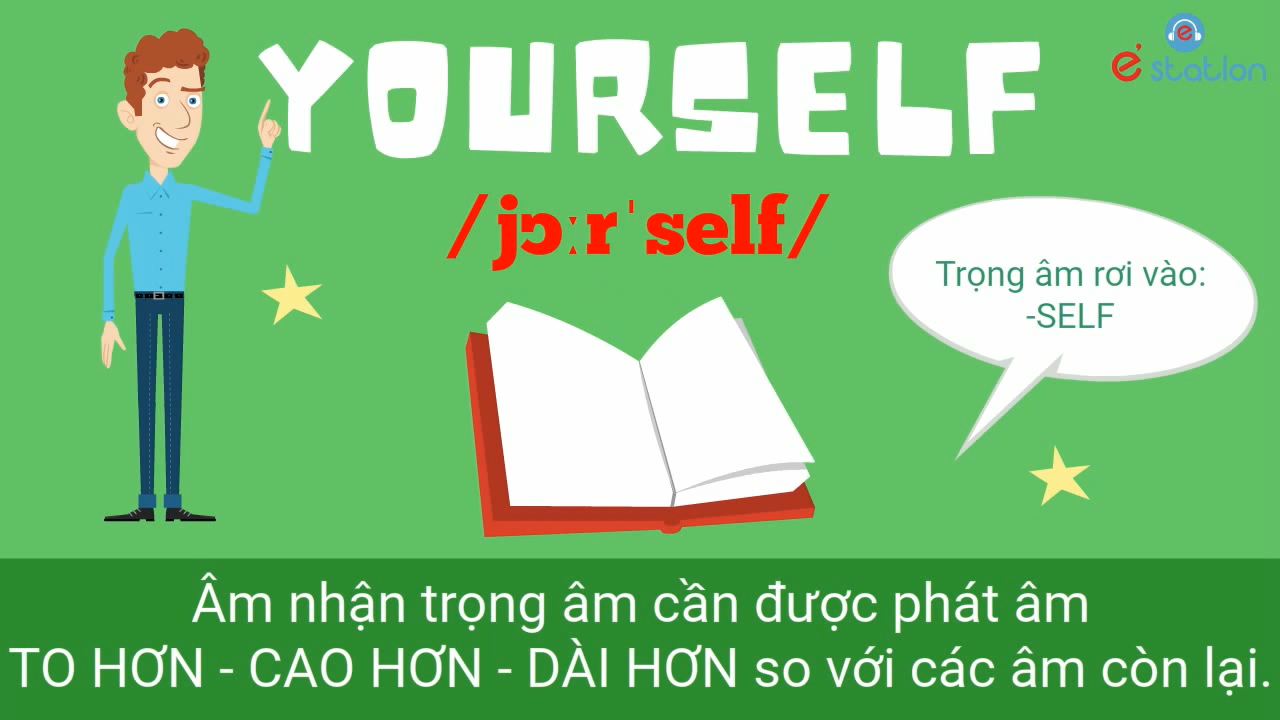 YOURSELF
e
e' station
/jɔːrˈself/
Trọng âm rơi vào:
-SELF
Âm nhận trọng âm cần được phát âm
TO HƠN - CAO HƠN - DÀI HƠN so với các âm còn lại.